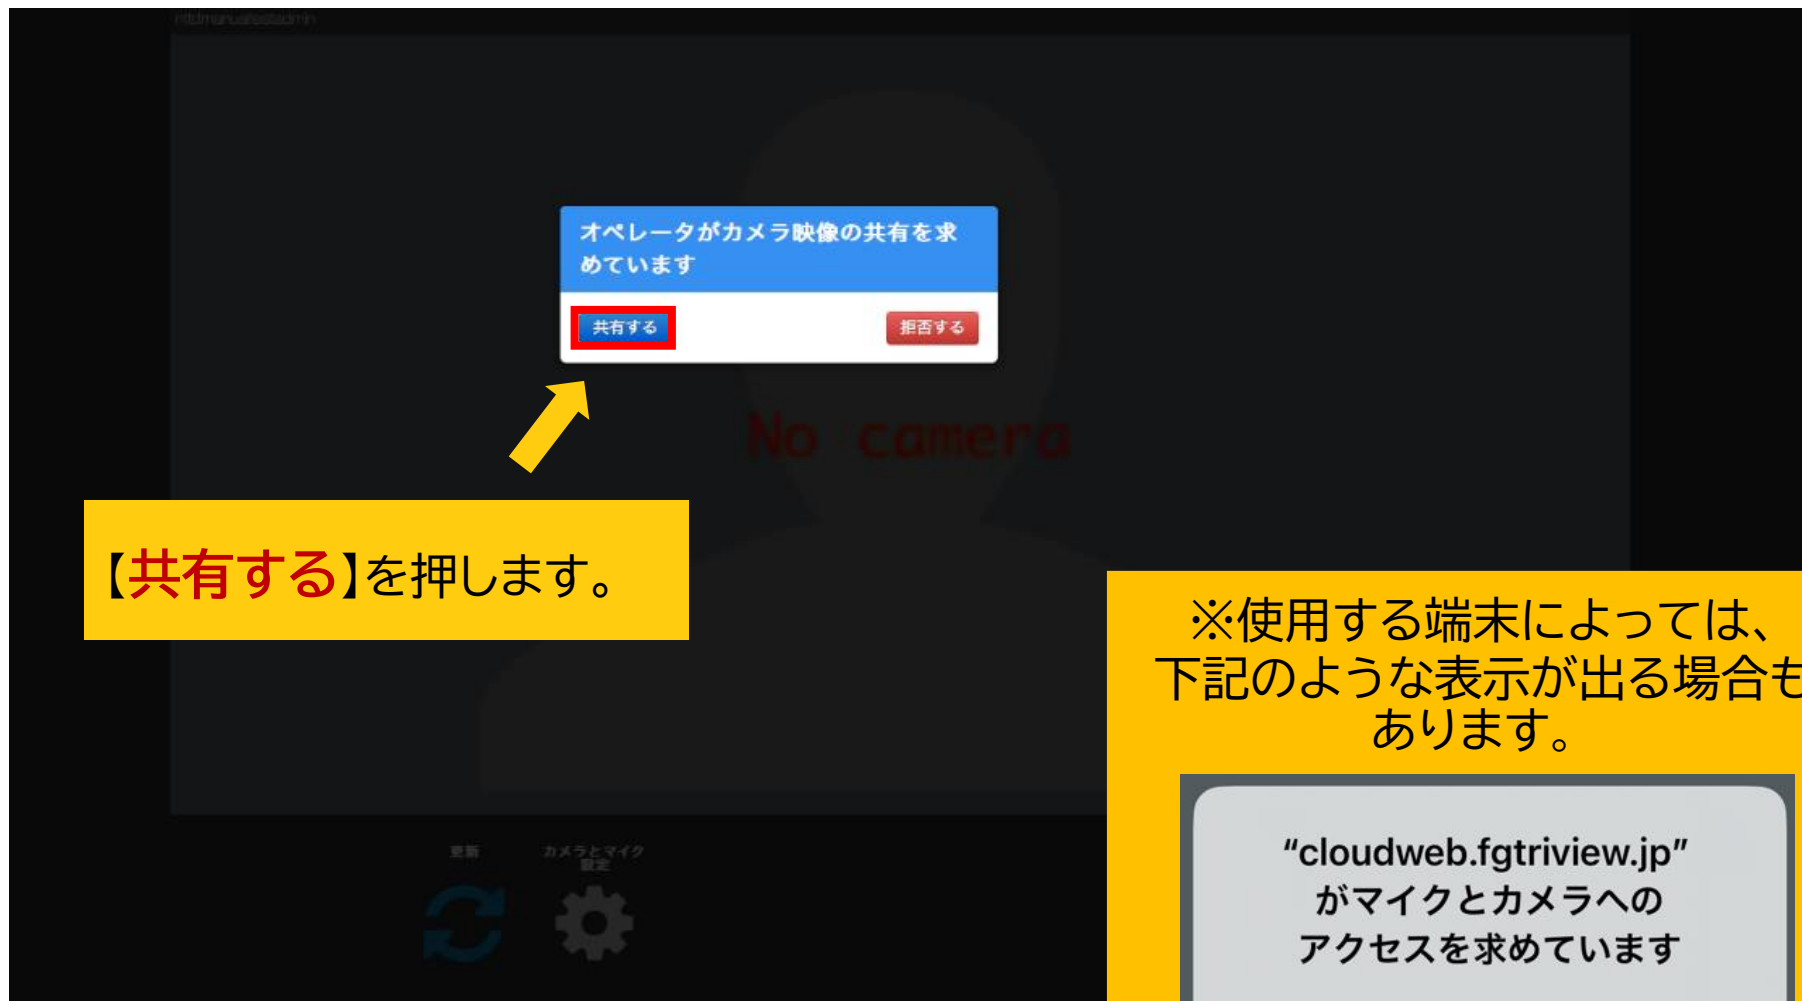 オペレータがカメラ映像の共有を求
めています
共有する
拒否する
No camera
【共有する】を押します。
※使用する端末によっては、
下記のような表示が出る場合も
あります。
更新
カメラとマイク
設定
“cloudweb.fgtriview.jp”
がマイクとカメラへの
アクセスを求めています